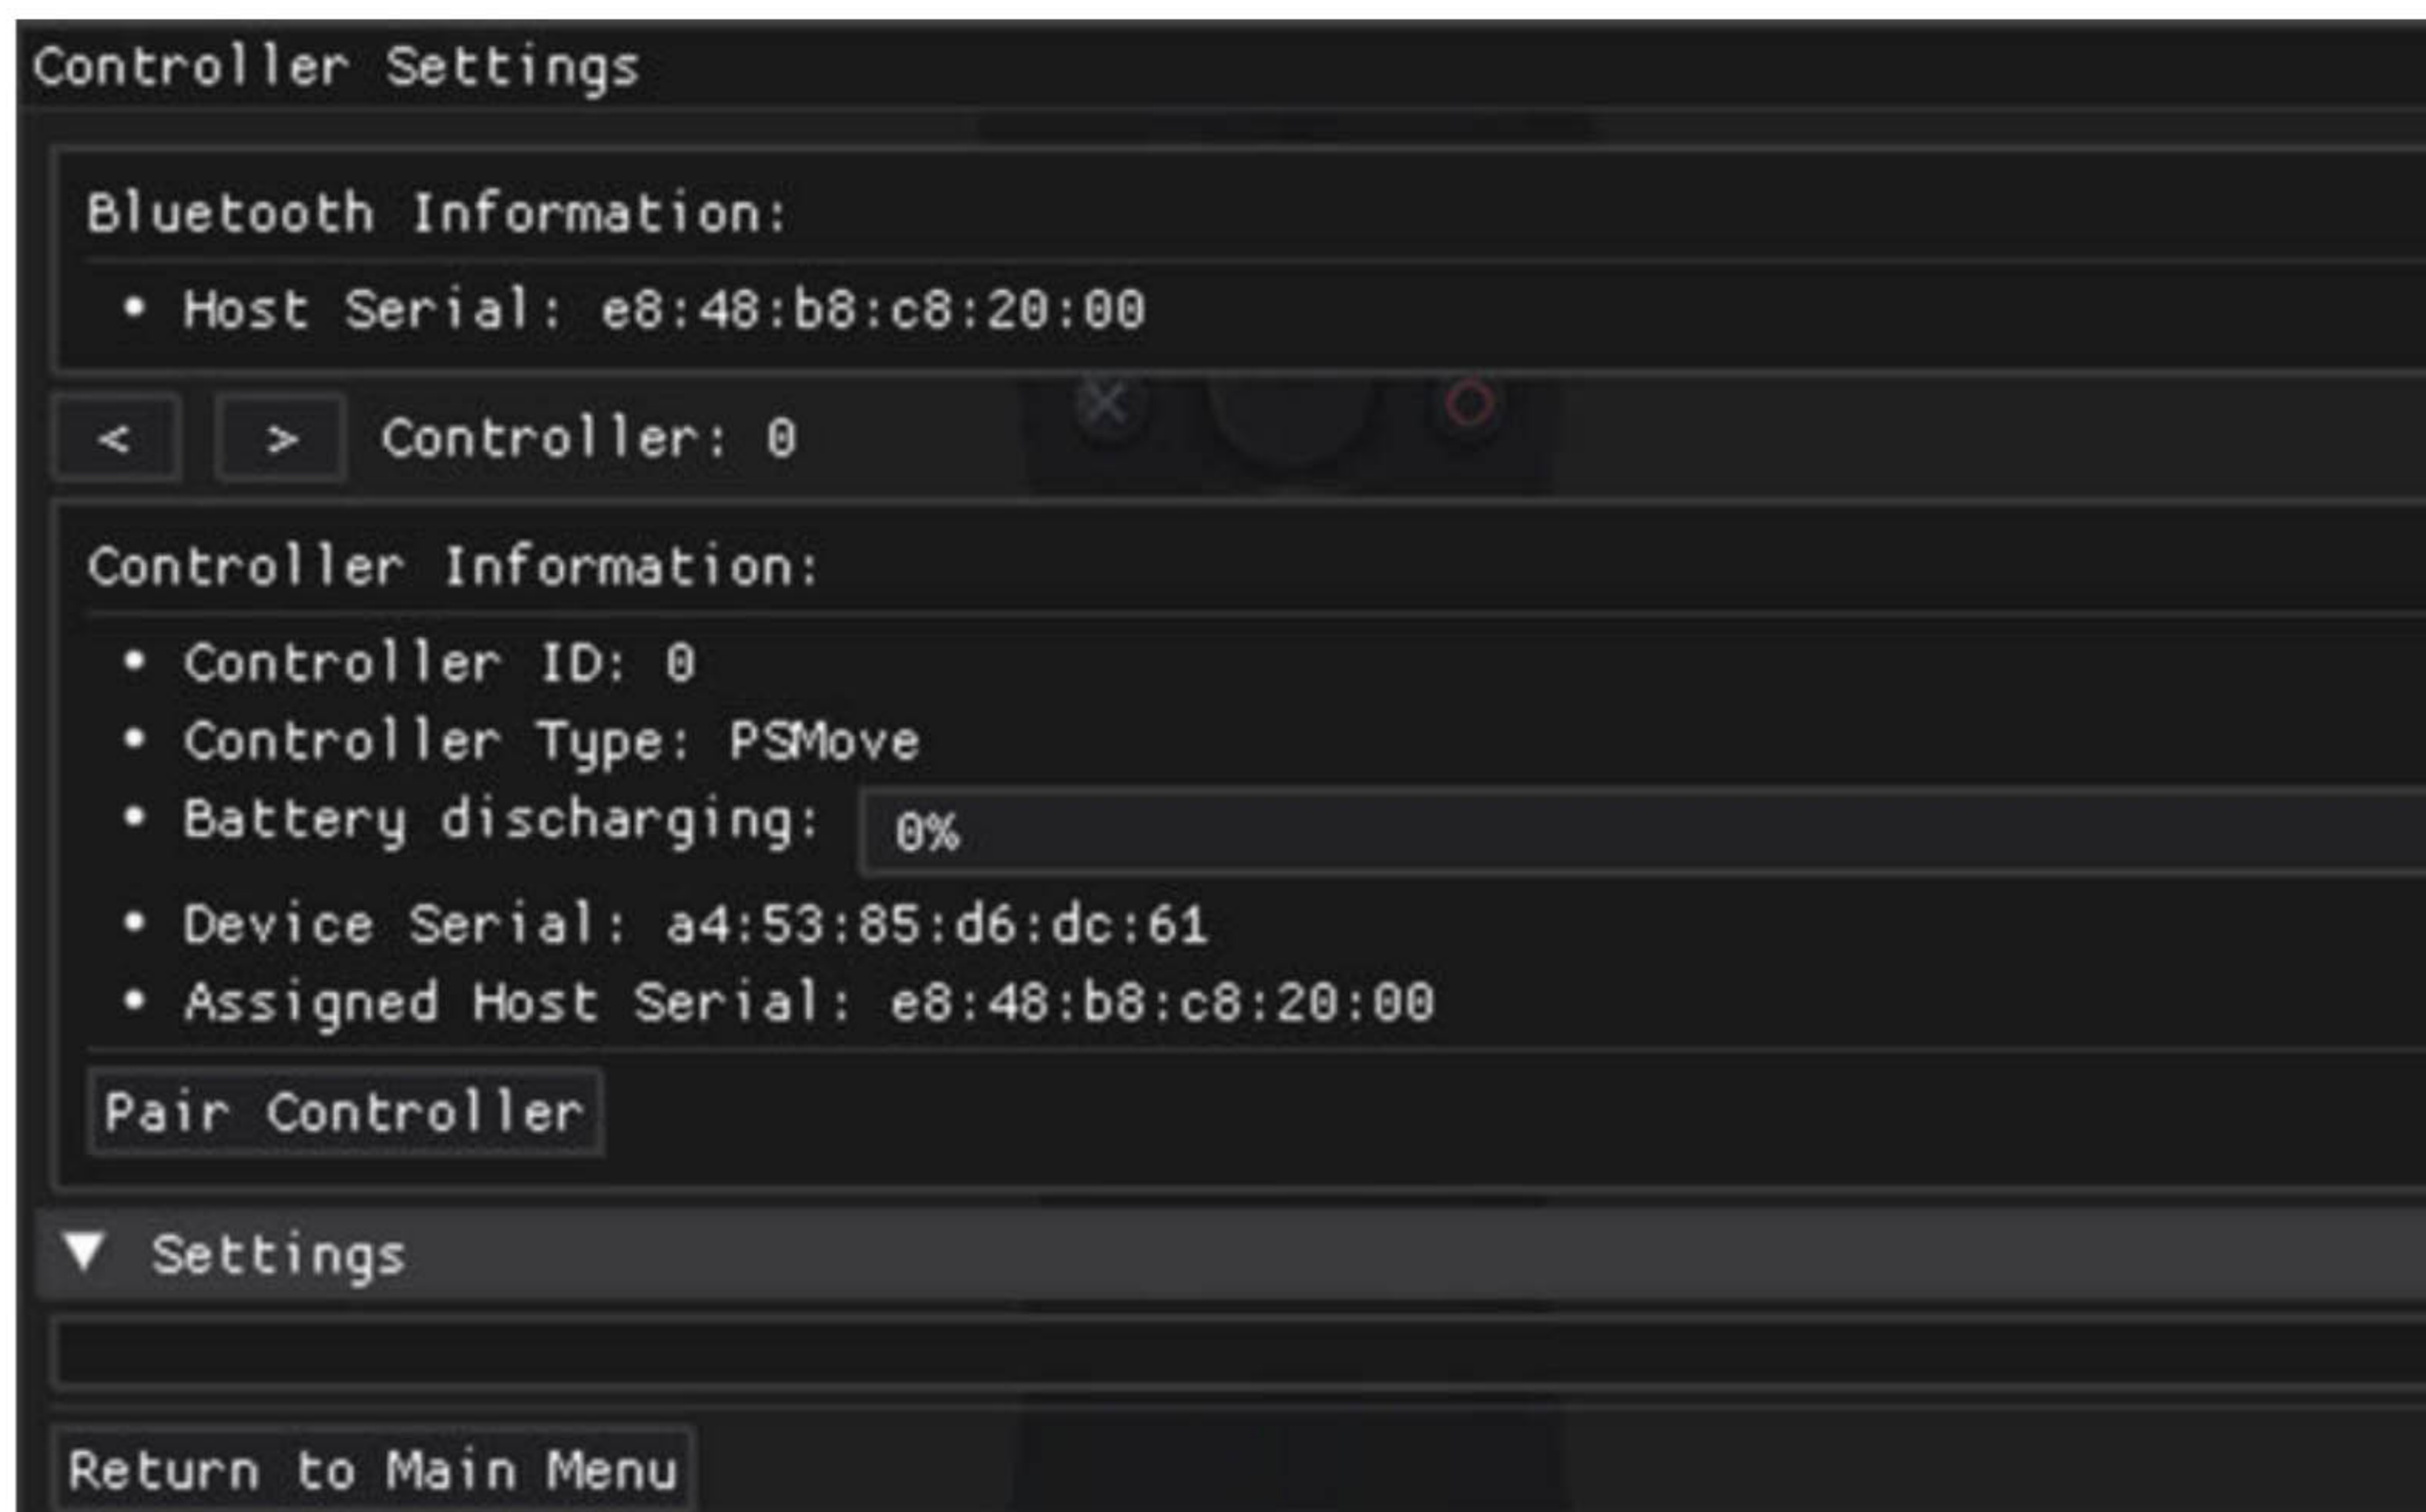 Controller Settings
Bluetooth Information:
• Host Serial: e8:48:b8:c8:20:00
< > Controller: 0
Controller Information:
• Controller ID: 0
• Controller Type: PSMove
• Battery discharging: 0%
• Device Serial: a4:53:85:d6:dc:61
• Assigned Host Serial: e8:48:b8:c8:20:00
Pair Controller
▼ Settings
Return to Main Menu